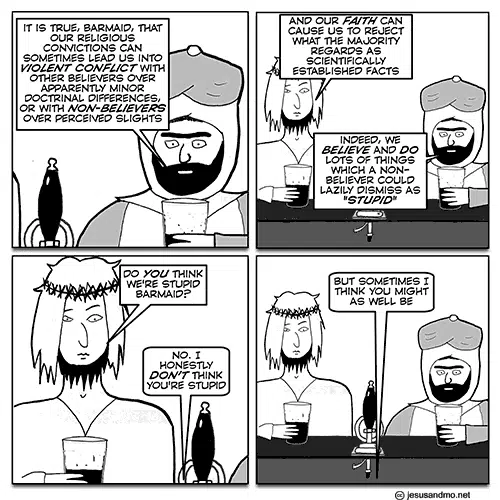 IT IS TRUE, BARMAID, THAT
OUR RELIGIOUS
CONVICTIONS CAN
SOMETIMES LEAD US INTO
VIOLENT CONFLICT WITH
OTHER BELIEVERS OVER
APPARENTLY MINOR
DOCTRINAL DIFFERENCES,
OR WITH NON-BELIEVERS
OVER PERCEIVED SLIGHTS
AND OUR FAITH CAN
CAUSE US TO REJECT
WHAT THE MAJORITY
REGARDS AS
SCIENTIFICALLY
ESTABLISHED FACTS
INDEED, WE
BELIEVE AND DO
LOTS OF THINGS
WHICH A NON-
BELIEVER COULD
LAZILY DISMISS AS
"STUPID"
DO YOU THINK
WE'RE STUPID
BARMAID?
NO. I
HONESTLY
DON'T THINK
YOU'RE STUPID
BUT SOMETIMES I
THINK YOU MIGHT
AS WELL BE
cc jesusandmo.net